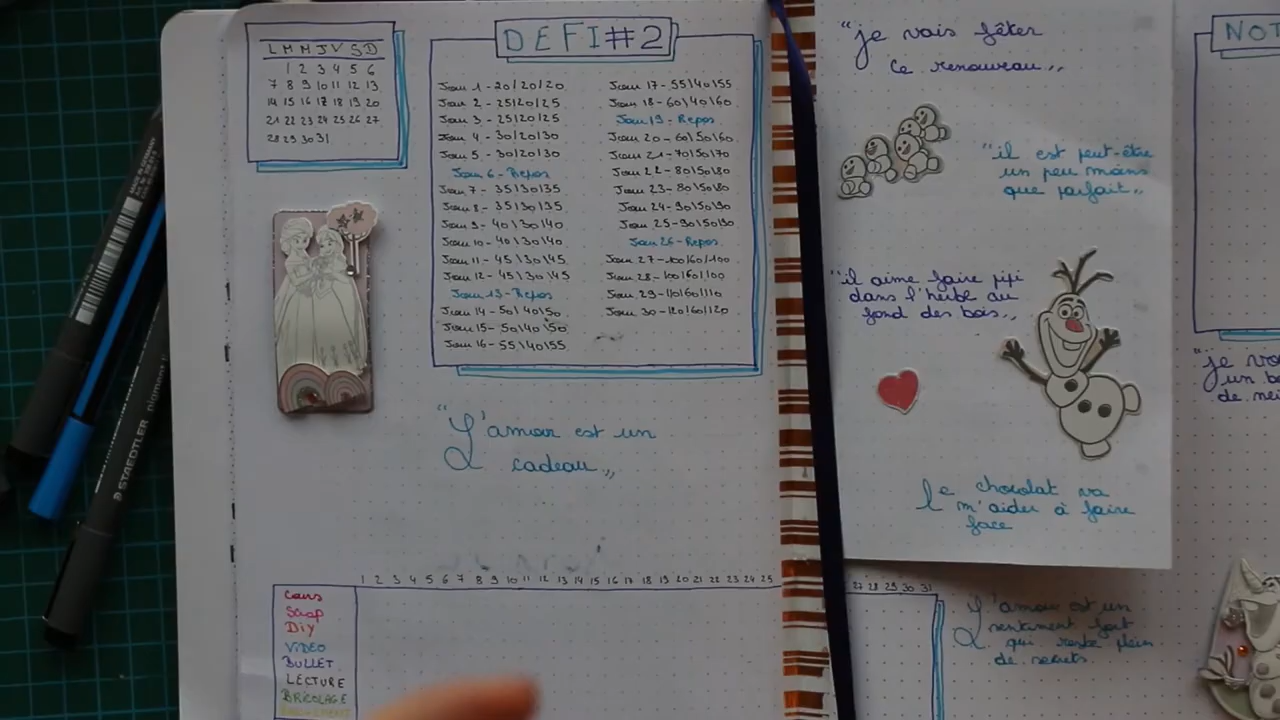 L M M J V S D
1 2 3 4 5 6
7 8 9 10 11 12 13
14 15 16 17 18 19 20
21 22 23 24 25 26 27
28 29 30 31
DEFI#2
Jour 1 - 20/20/20
Jour 2 - 25|20|25
Jour 3 - 25|20|25
Jour 4 - 30|20|30
Jour 5 - 30|20|30
Jour 6 - Repos
Jour 7 - 35|30|35
Jour 8 - 35|30|35
Jour 9 - 40|30|40
Jour 10 - 40|30|40
Jour 11 - 45|30|45
Jour 12 - 45|30|45
Jour 13 - Repos
Jour 14 - 50|40|50
Jour 15 - 50|40|50
Jour 16 - 55|40|55
Jour 17 - 55|40|55
Jour 18 - 60|40|60
Jour 19 - Repos
Jour 20 - 60|50|60
Jour 21 - 70|50|70
Jour 22 - 80|50|80
Jour 23 - 80|50|80
Jour 24 - 90|50|90
Jour 25 - 90|50|90
Jour 26 - Repos
Jour 27 - 100|60|100
Jour 28 - 100|60|100
Jour 29 - 110|60|110
Jour 30 - 120|60|120
"L'amour est un
cadeau"
1 2 3 4 5 6 7 8 9 10 11 12 13 14 15 16 17 18 19 20 21 22 23 24 25
27 28 29 30 31
Cours
Scrap
Diy
VIDEO
BULLET
LECTURE
BRICOLAGE
STAEDTLER pigment
"je vais fêter
ce renouveau"
"il est peut-être
un peu moins
que parfait"
"il aime faire pipi
dans l'herbe au
fond des bois"
le chocolat va
m'aider à faire
face
L'amour est un
sentiment fort
qui reste plein
de secrets
NOT
"je
un
de